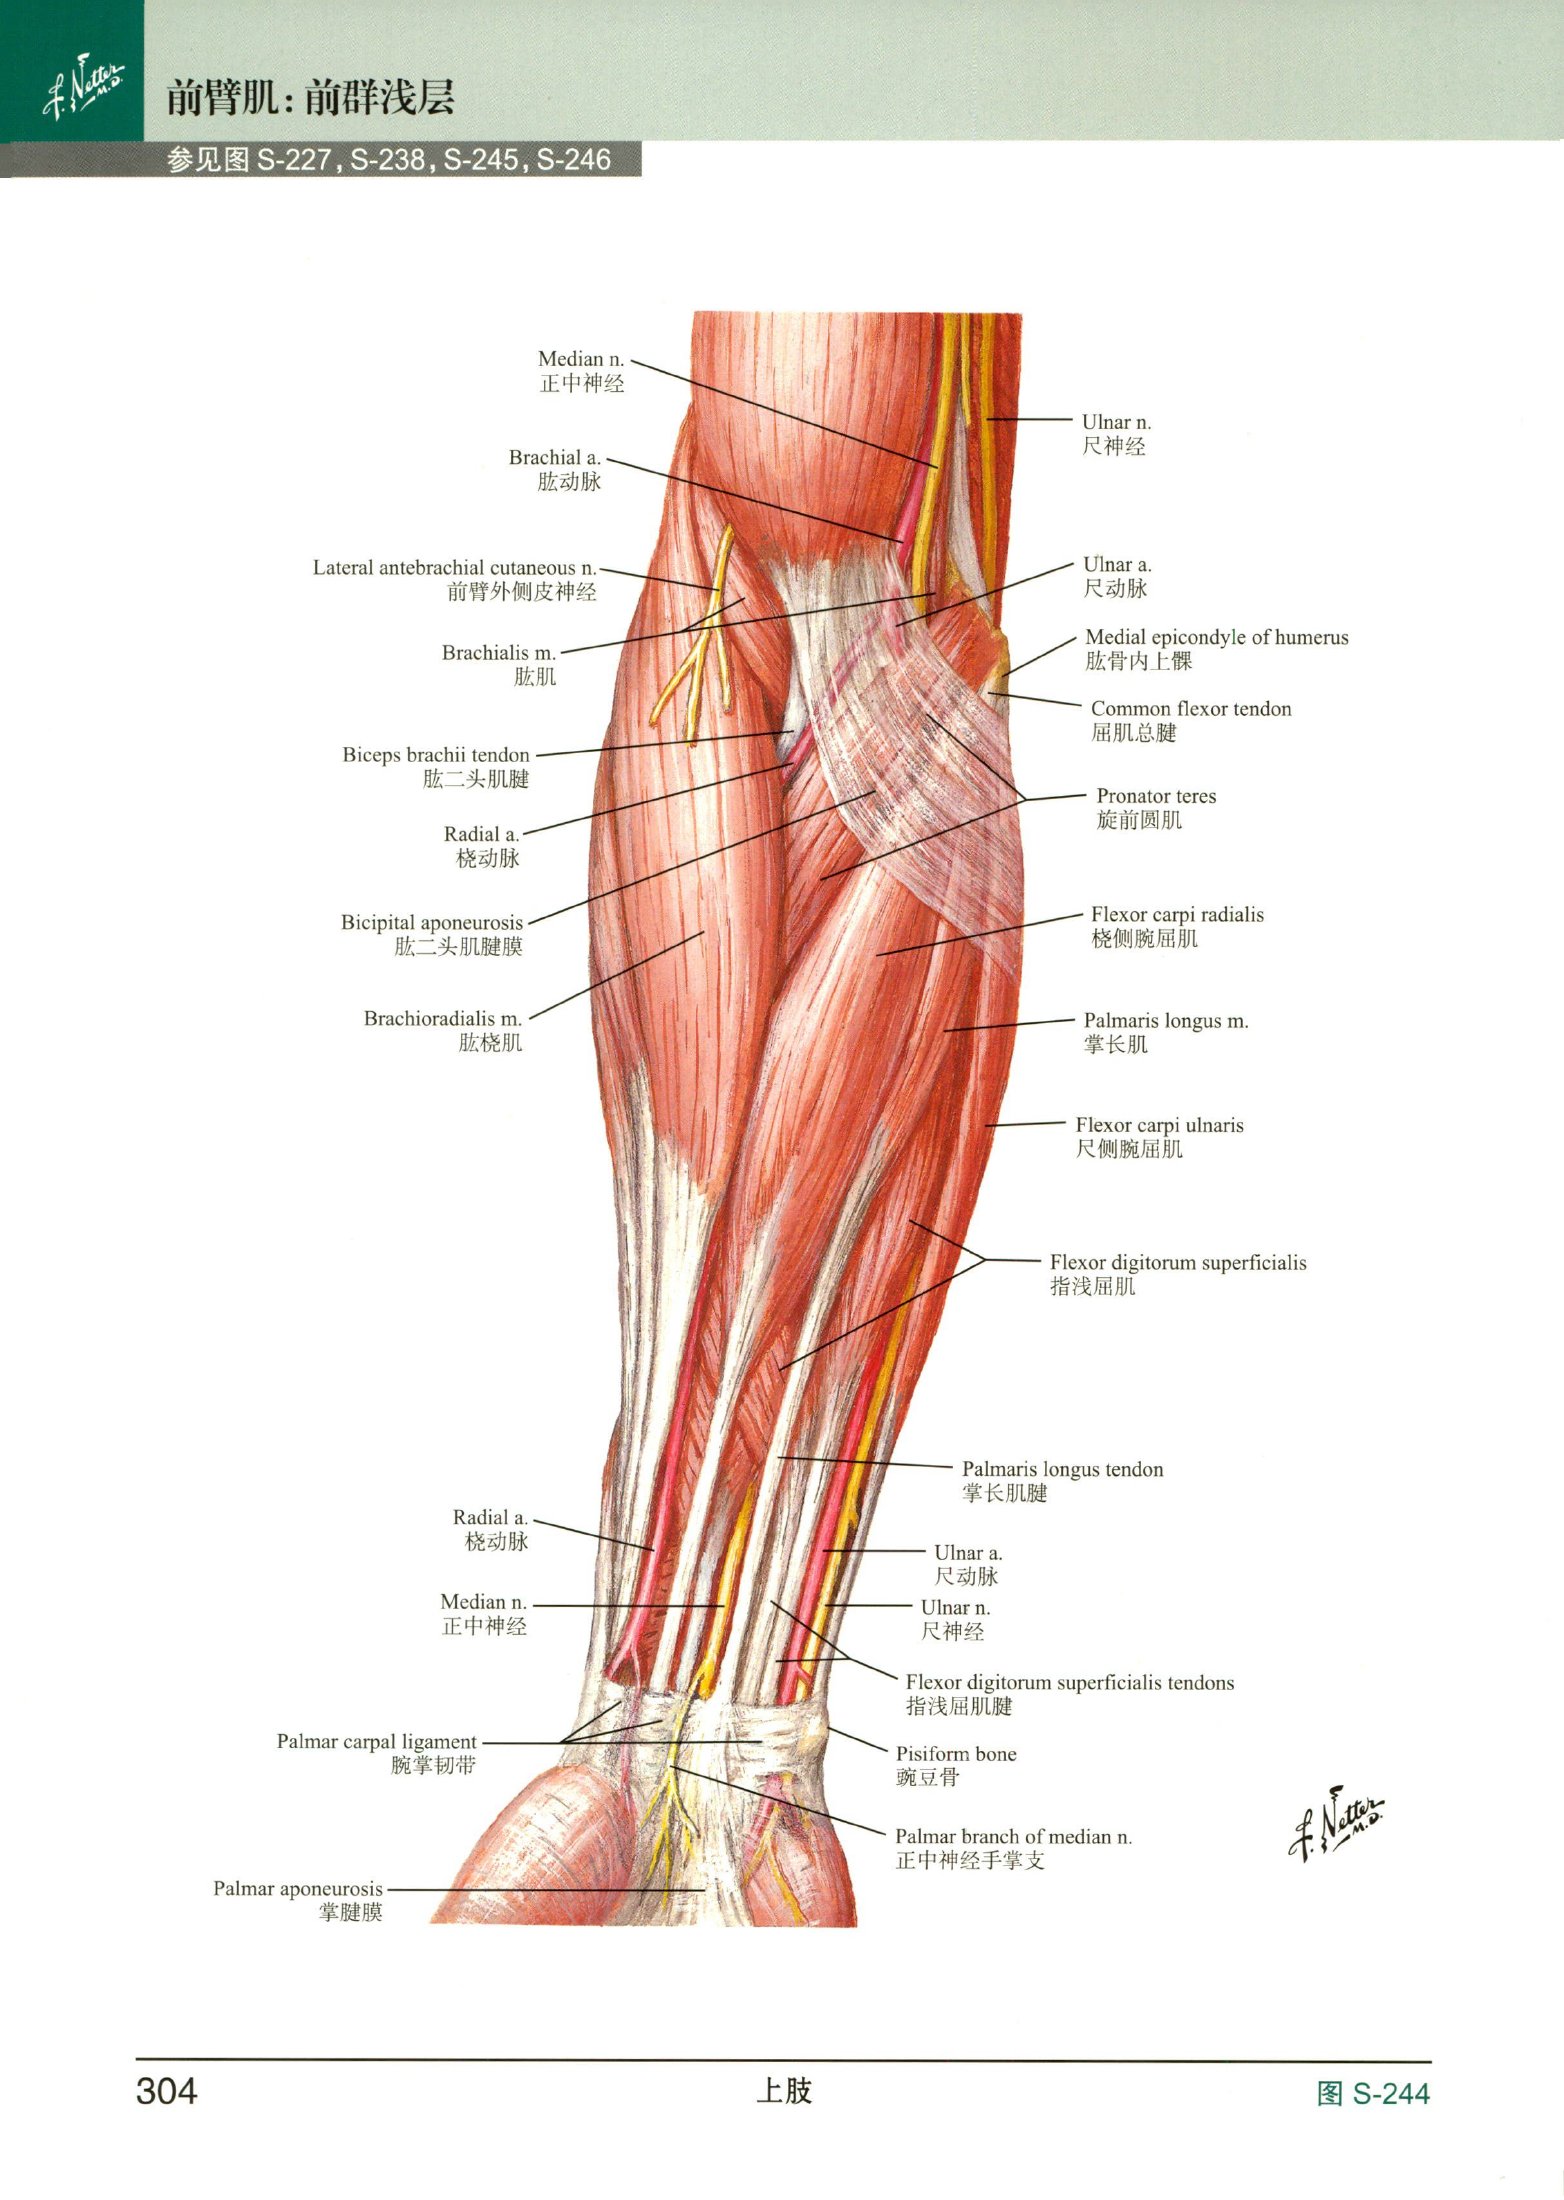 F. Netter M.D.
前臂肌：前群浅层
参见图 S-227, S-238, S-245, S-246
Median n.
正中神经
Brachial a.
肱动脉
Lateral antebrachial cutaneous n.
前臂外侧皮神经
Brachialis m.
肱肌
Biceps brachii tendon
肱二头肌腱
Radial a.
桡动脉
Bicipital aponeurosis
肱二头肌腱膜
Brachioradialis m.
肱桡肌
Radial a.
桡动脉
Median n.
正中神经
Palmar carpal ligament
腕掌韧带
Palmar aponeurosis
掌腱膜
Ulnar n.
尺神经
Ulnar a.
尺动脉
Medial epicondyle of humerus
肱骨内上髁
Common flexor tendon
屈肌总腱
Pronator teres
旋前圆肌
Flexor carpi radialis
桡侧腕屈肌
Palmaris longus m.
掌长肌
Flexor carpi ulnaris
尺侧腕屈肌
Flexor digitorum superficialis
指浅屈肌
Palmaris longus tendon
掌长肌腱
Ulnar a.
尺动脉
Ulnar n.
尺神经
Flexor digitorum superficialis tendons
指浅屈肌腱
Pisiform bone
豌豆骨
Palmar branch of median n.
正中神经手掌支
F. Netter M.D.
304
上肢
图 S-244